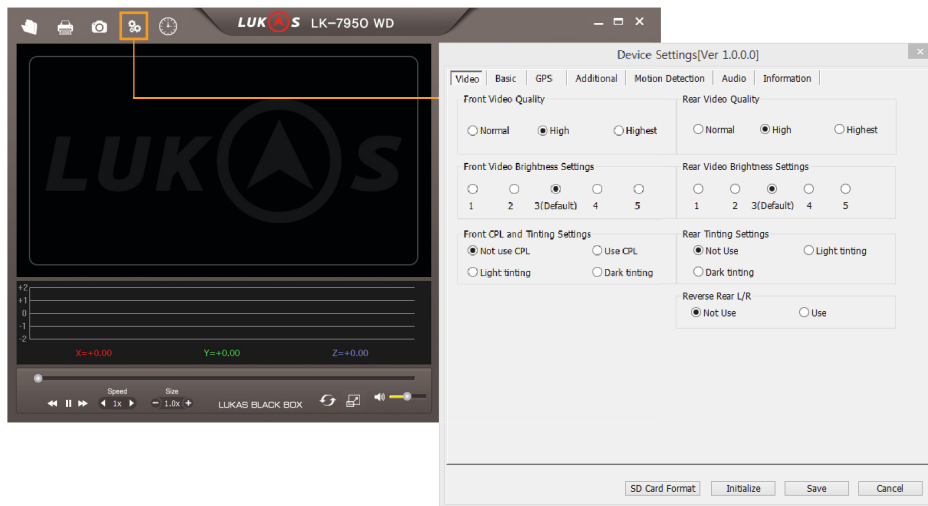 LUKAS LK-7950 WD
LUKAS
+2
+1
0
-1
-2
X=+0.00 Y=+0.00 Z=+0.00
Speed Size
1x - 1.0x + LUKAS BLACK BOX
Device Settings[Ver 1.0.0.0]
Video Basic GPS Additional Motion Detection Audio Information
Front Video Quality
Normal High Highest
Front Video Brightness Settings
1 2 3(Default) 4 5
Front CPL and Tinting Settings
Not use CPL Use CPL
Light tinting Dark tinting
Rear Video Quality
Normal High Highest
Rear Video Brightness Settings
1 2 3(Default) 4 5
Rear Tinting Settings
Not Use Light tinting
Dark tinting
Reverse Rear L/R
Not Use Use
SD Card Format Initialize Save Cancel